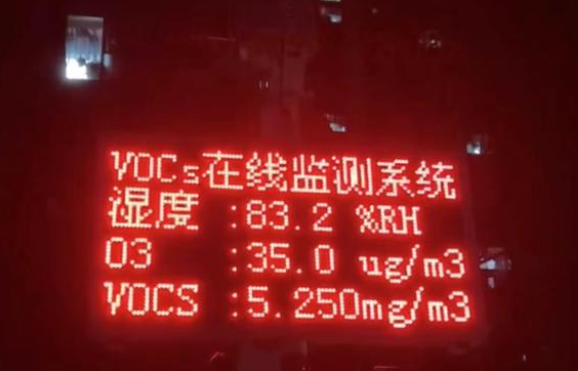 VOCs在线监测系统
湿度 :83.2 %RH
O3 :35.0 ug/m3
VOCS :5.250mg/m3